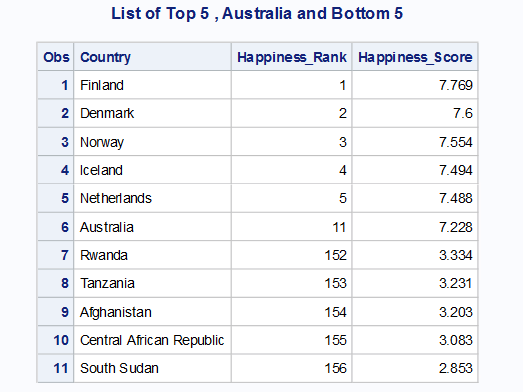 List of Top 5 , Australia and Bottom 5
Obs Country Happiness_Rank Happiness_Score
1 Finland 1 7.769
2 Denmark 2 7.6
3 Norway 3 7.554
4 Iceland 4 7.494
5 Netherlands 5 7.488
6 Australia 11 7.228
7 Rwanda 152 3.334
8 Tanzania 153 3.231
9 Afghanistan 154 3.203
10 Central African Republic 155 3.083
11 South Sudan 156 2.853